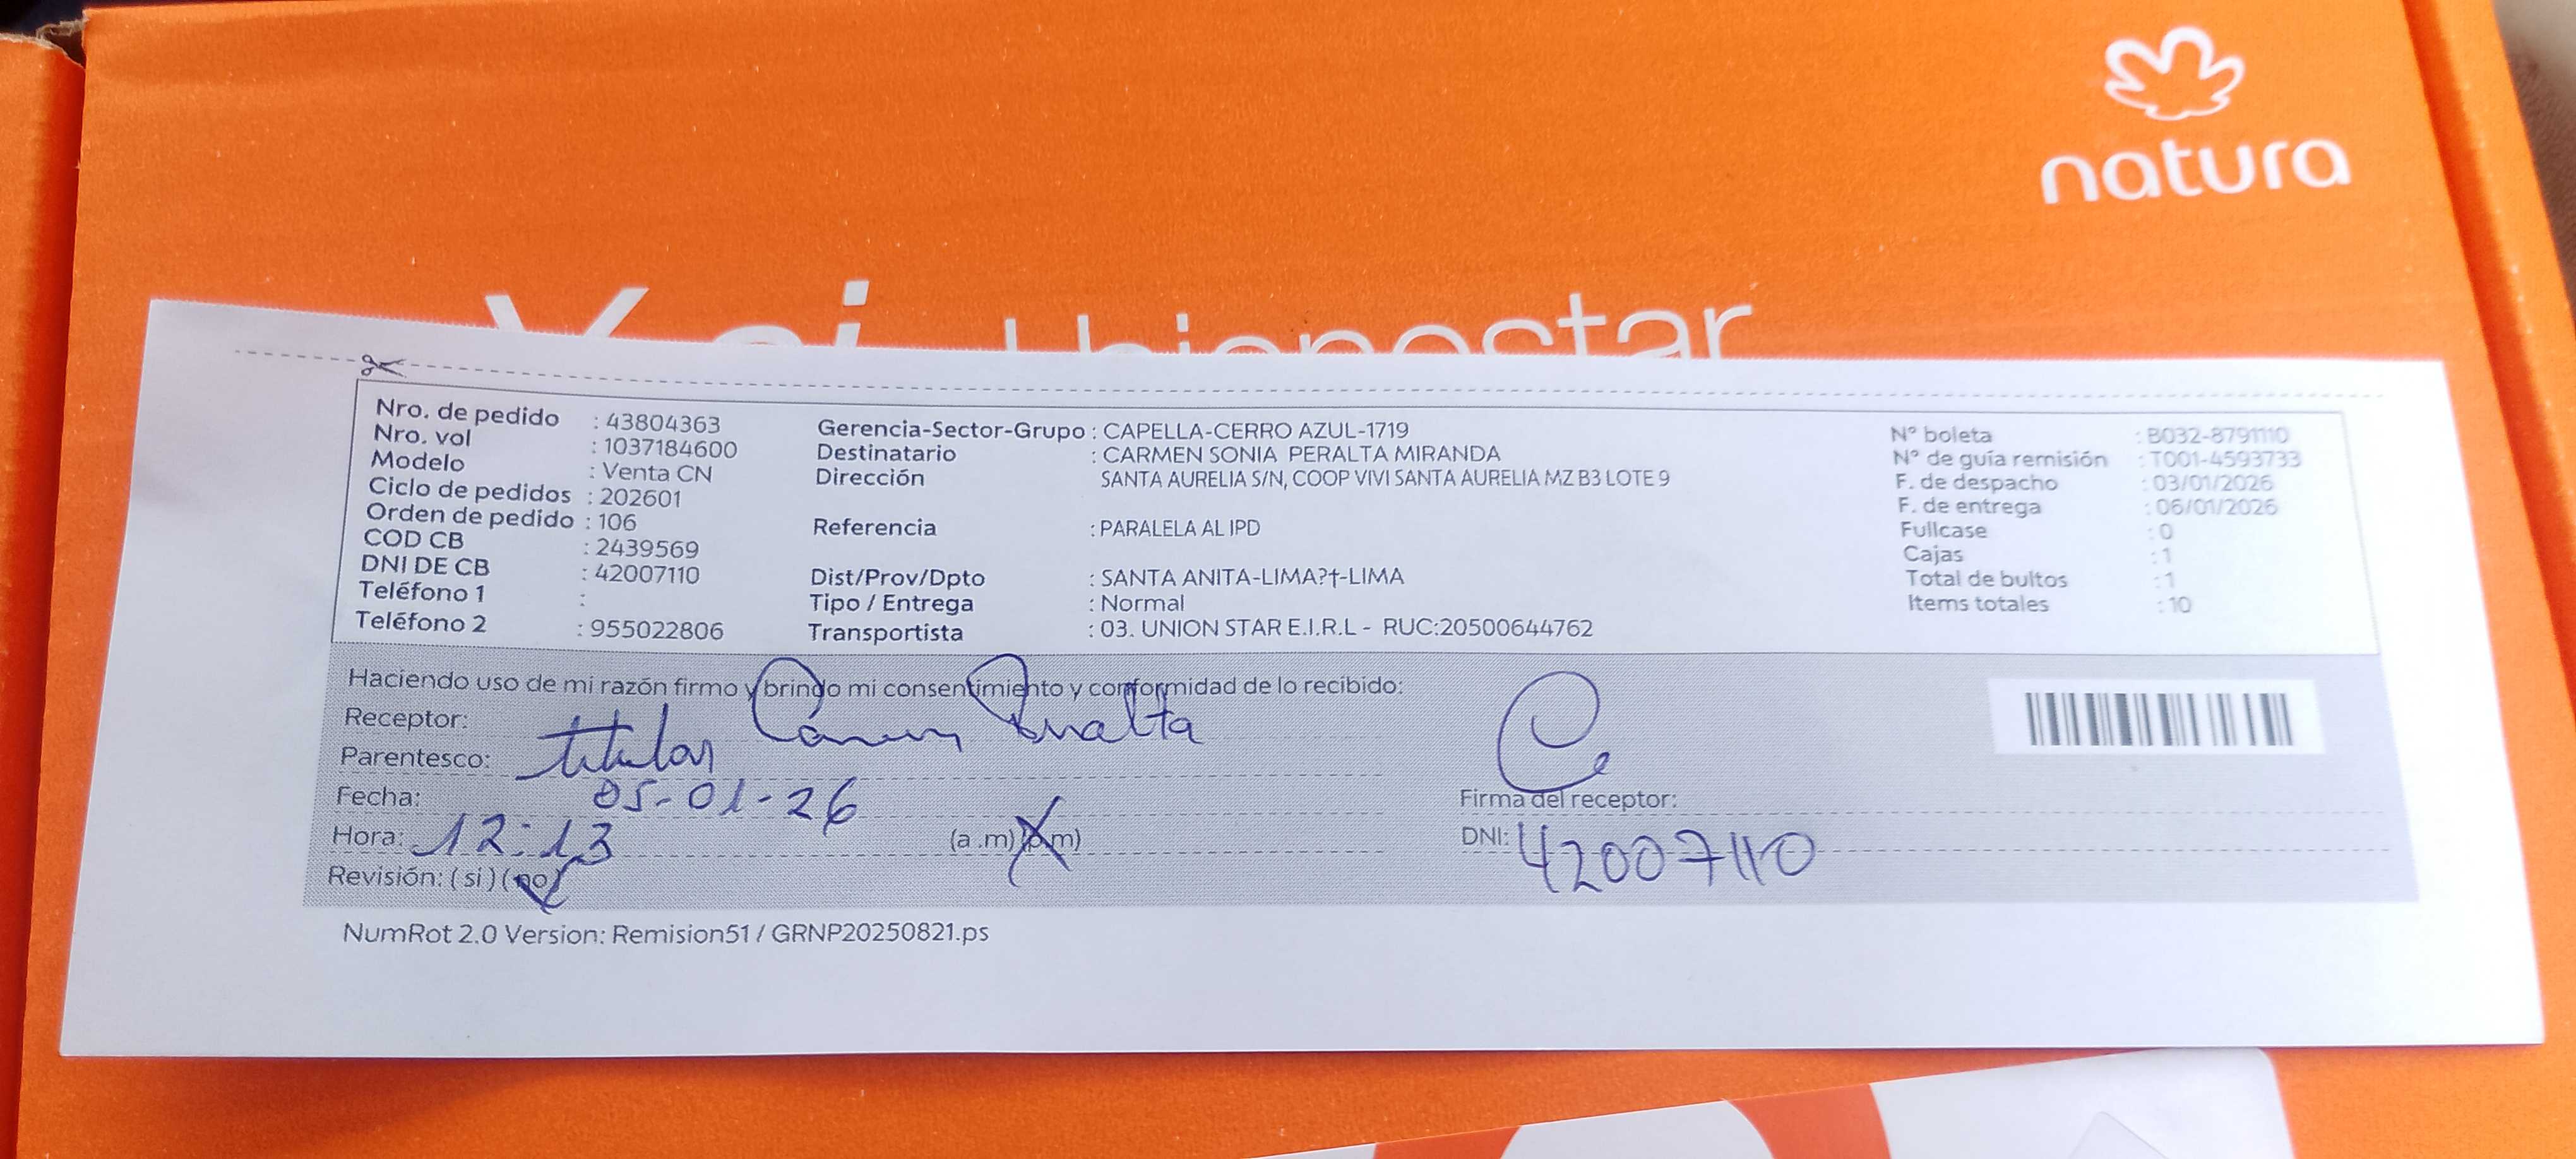 natura
Y si, bienestar
Nro. de pedido : 43804363
Nro. vol : 1037184600
Modelo : Venta CN
Ciclo de pedidos : 202601
Orden de pedido : 106
COD CB : 2439569
DNI DE CB : 42007110
Teléfono 1 :
Teléfono 2 : 955022806
Gerencia-Sector-Grupo : CAPELLA-CERRO AZUL-1719
Destinatario : CARMEN SONIA PERALTA MIRANDA
Dirección SANTA AURELIA S/N, COOP VIVI SANTA AURELIA MZ B3 LOTE 9
Referencia : PARALELA AL IPD
Dist/Prov/Dpto : SANTA ANITA-LIMA?†-LIMA
Tipo / Entrega : Normal
Transportista : 03. UNION STAR E.I.R.L - RUC:20500644762
N° boleta : B032-8791110
N° de guía remisión : T001-4593733
F. de despacho : 03/01/2026
F. de entrega : 06/01/2026
Fullcase : 0
Cajas : 1
Total de bultos : 1
Items totales : 10
Haciendo uso de mi razón firmo y brindo mi consentimiento y conformidad de lo recibido:
Receptor: Carmen Peralta
Parentesco: titular
Fecha: 05-01-26
Hora: 12:13 (a.m) (p.m)
Revisión: (si) (no)
Firma del receptor:
DNI: 42007110
NumRot 2.0 Version: Remision51 / GRNP20250821.ps